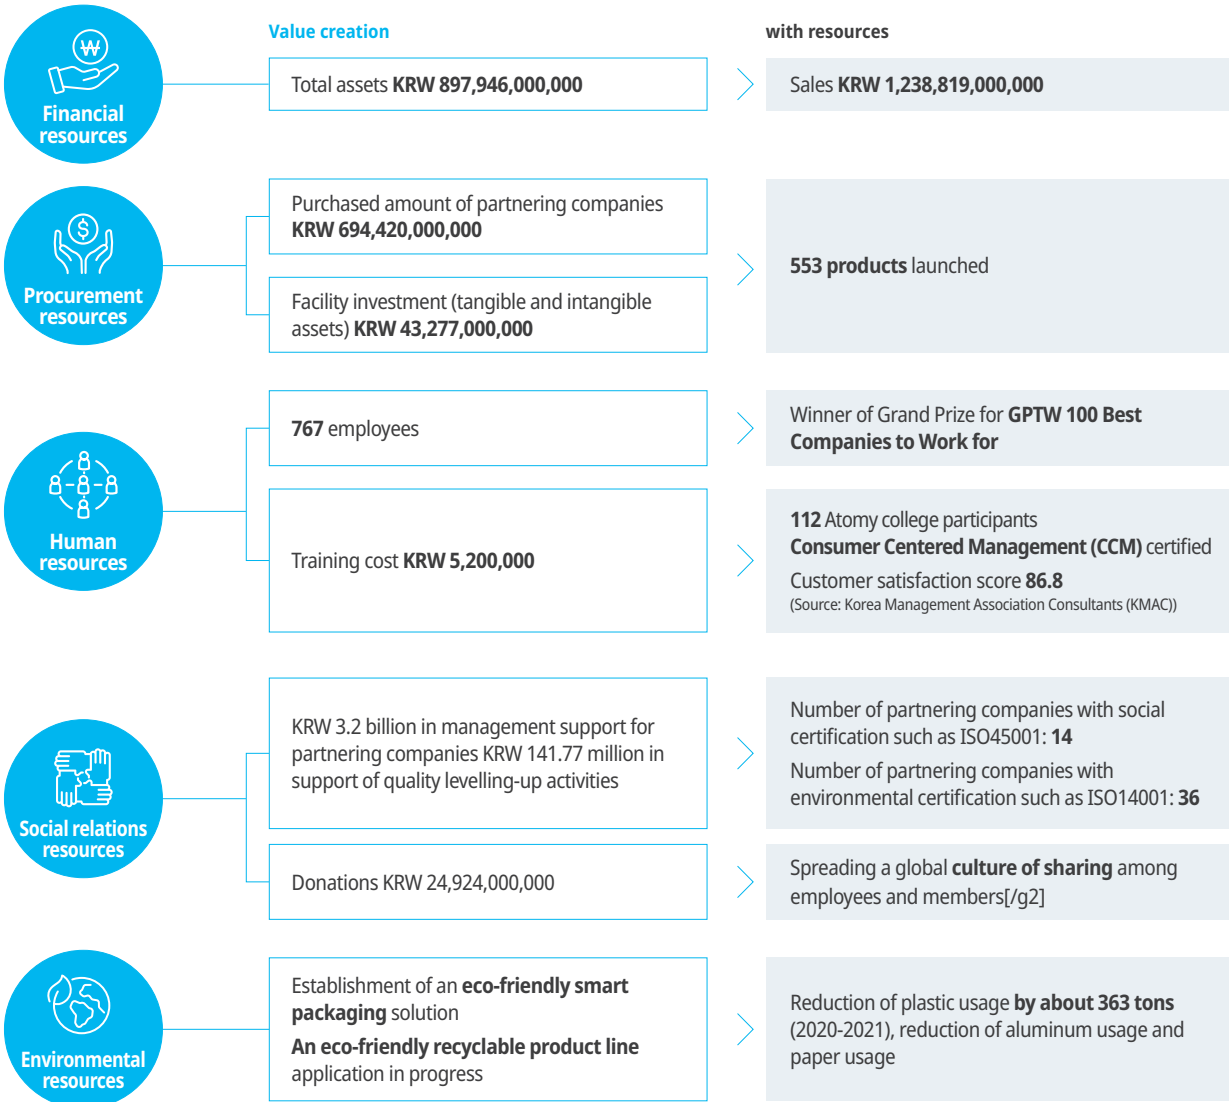 Value creation
with resources
Financial
resources
Total assets KRW 897,946,000,000
Sales KRW 1,238,819,000,000
Procurement
resources
Purchased amount of partnering companies
KRW 694,420,000,000
Facility investment (tangible and intangible
assets) KRW 43,277,000,000
553 products launched
Human
resources
767 employees
Winner of Grand Prize for GPTW 100 Best
Companies to Work for
Training cost KRW 5,200,000
112 Atomy college participants
Consumer Centered Management (CCM) certified
Customer satisfaction score 86.8
(Source: Korea Management Association Consultants (KMAC))
Social relations
resources
KRW 3.2 billion in management support for
partnering companies KRW 141.77 million in
support of quality levelling-up activities
Number of partnering companies with social
certification such as ISO45001: 14
Number of partnering companies with
environmental certification such as ISO14001: 36
Donations KRW 24,924,000,000
Spreading a global culture of sharing among
employees and members[/g2]
Environmental
resources
Establishment of an eco-friendly smart
packaging solution
An eco-friendly recyclable product line
application in progress
Reduction of plastic usage by about 363 tons
(2020-2021), reduction of aluminum usage and
paper usage